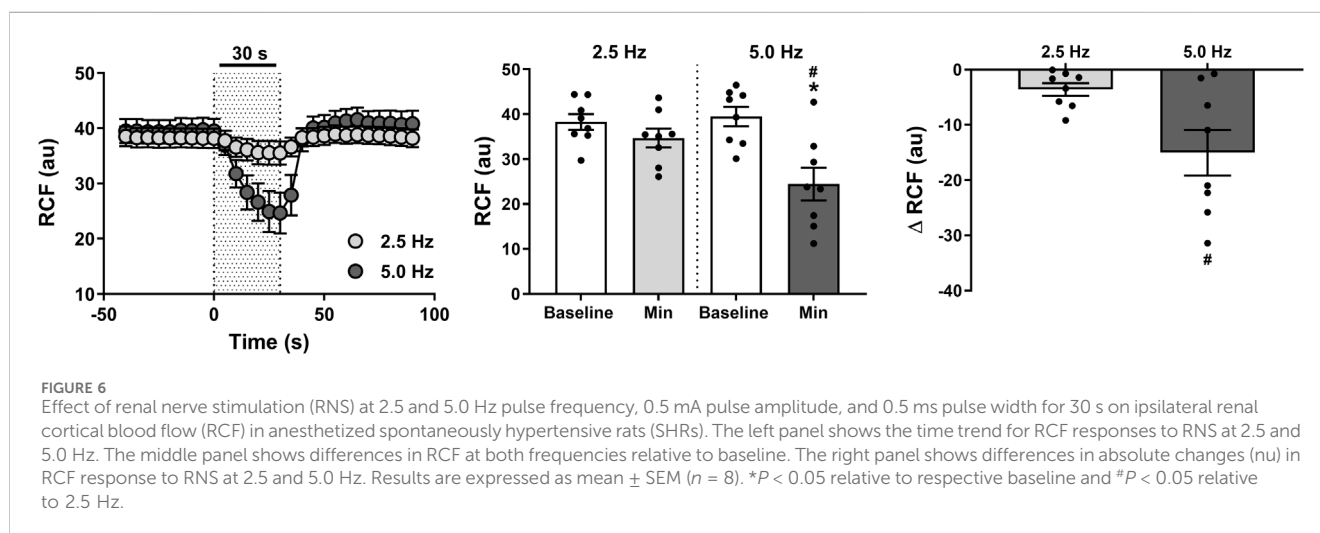 30 s
RCF (au)
50
40
30
20
10
-50
0
50
100
Time (s)
2.5 Hz
5.0 Hz
2.5 Hz
5.0 Hz
RCF (au)
50
40
30
20
10
0
#
*
Baseline
Min
Baseline
Min
2.5 Hz
5.0 Hz
Δ RCF (au)
0
-10
-20
-30
-40
#
FIGURE 6
Effect of renal nerve stimulation (RNS) at 2.5 and 5.0 Hz pulse frequency, 0.5 mA pulse amplitude, and 0.5 ms pulse width for 30 s on ipsilateral renal
cortical blood flow (RCF) in anesthetized spontaneously hypertensive rats (SHRs). The left panel shows the time trend for RCF responses to RNS at 2.5 and
5.0 Hz. The middle panel shows differences in RCF at both frequencies relative to baseline. The right panel shows differences in absolute changes (nu) in
RCF response to RNS at 2.5 and 5.0 Hz. Results are expressed as mean ± SEM (n = 8). *P < 0.05 relative to respective baseline and #P < 0.05 relative
to 2.5 Hz.